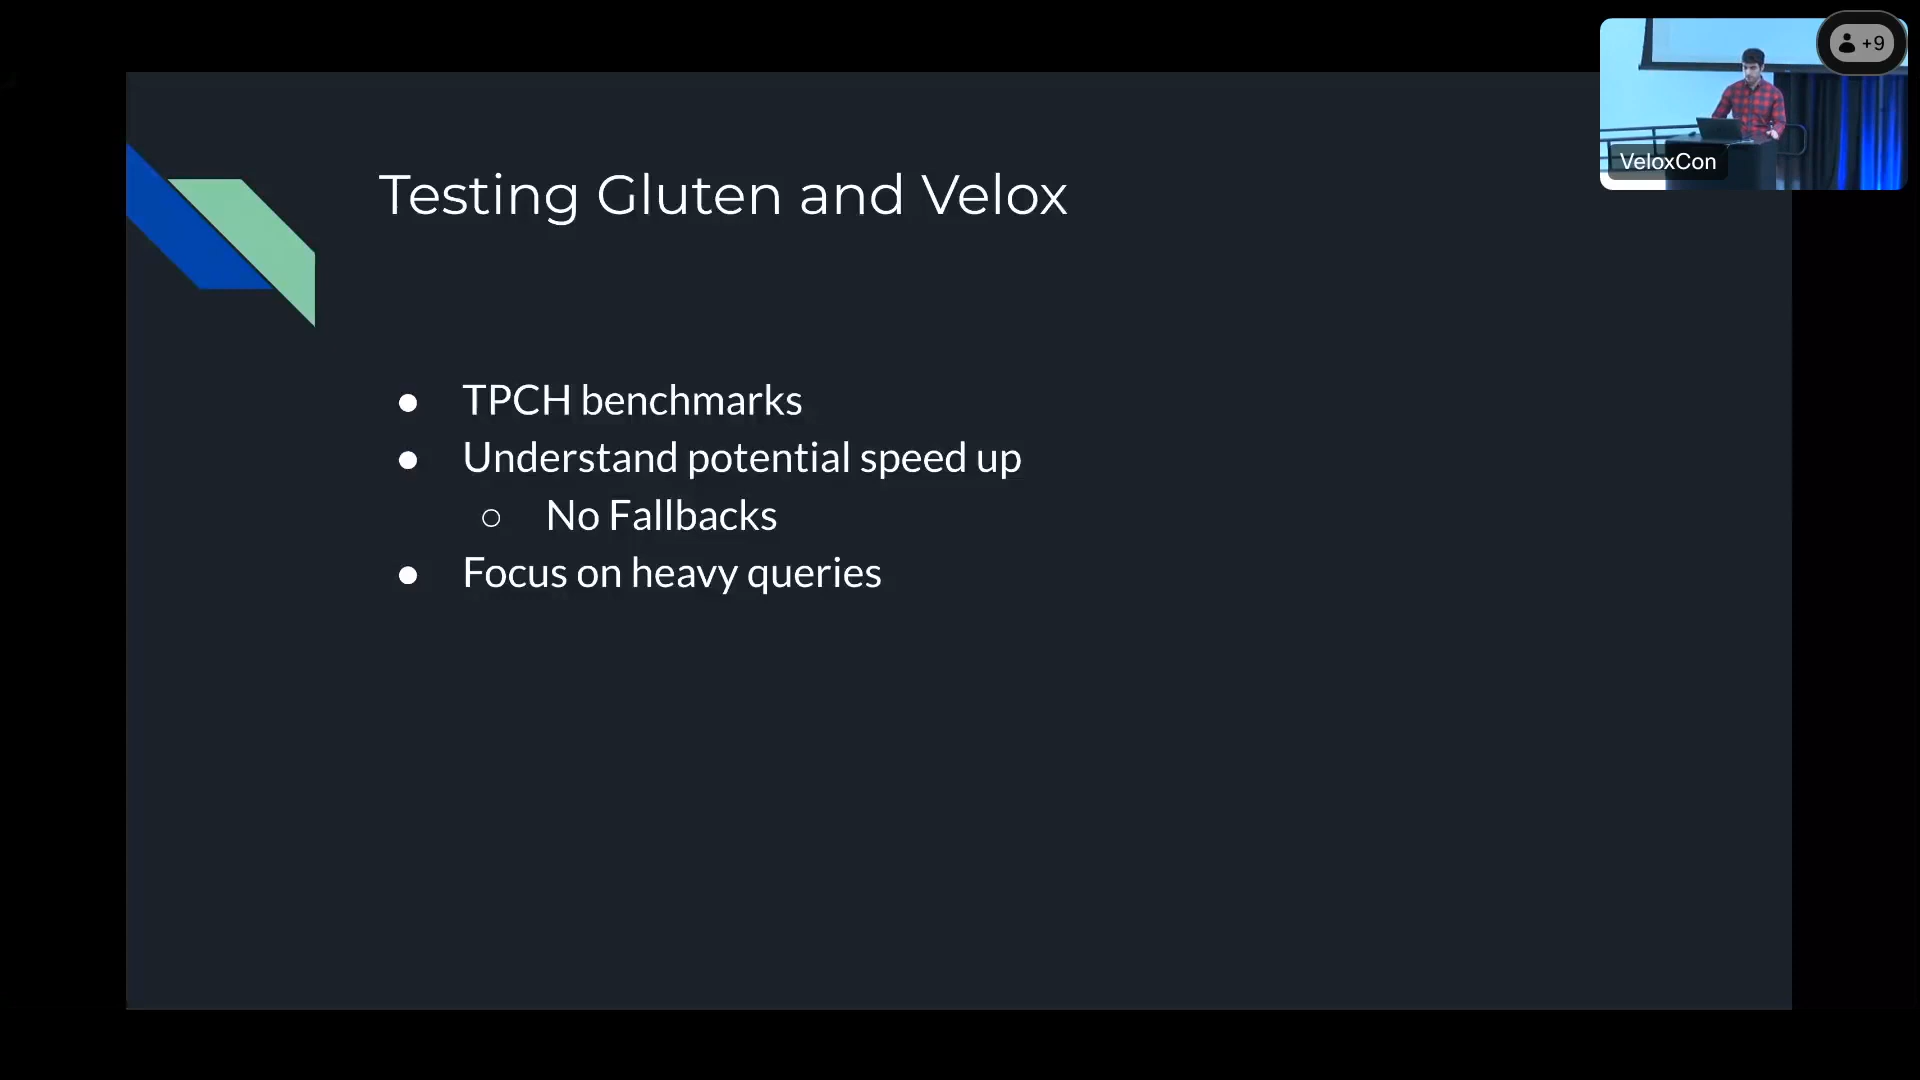 Testing Gluten and Velox
● TPCH benchmarks
● Understand potential speed up
○ No Fallbacks
● Focus on heavy queries
+9
VeloxCon